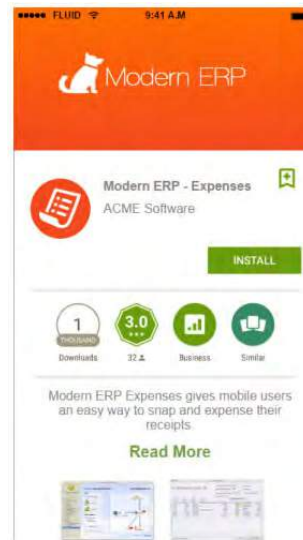 FLUID 9:41 A.M
Modern ERP
Modern ERP - Expenses
ACME Software
INSTALL
1
THOUSAND
Downloads
3.0
32
Business
Similar
Modern ERP Expenses gives mobile users
an easy way to snap and expense their
receipts.
Read More